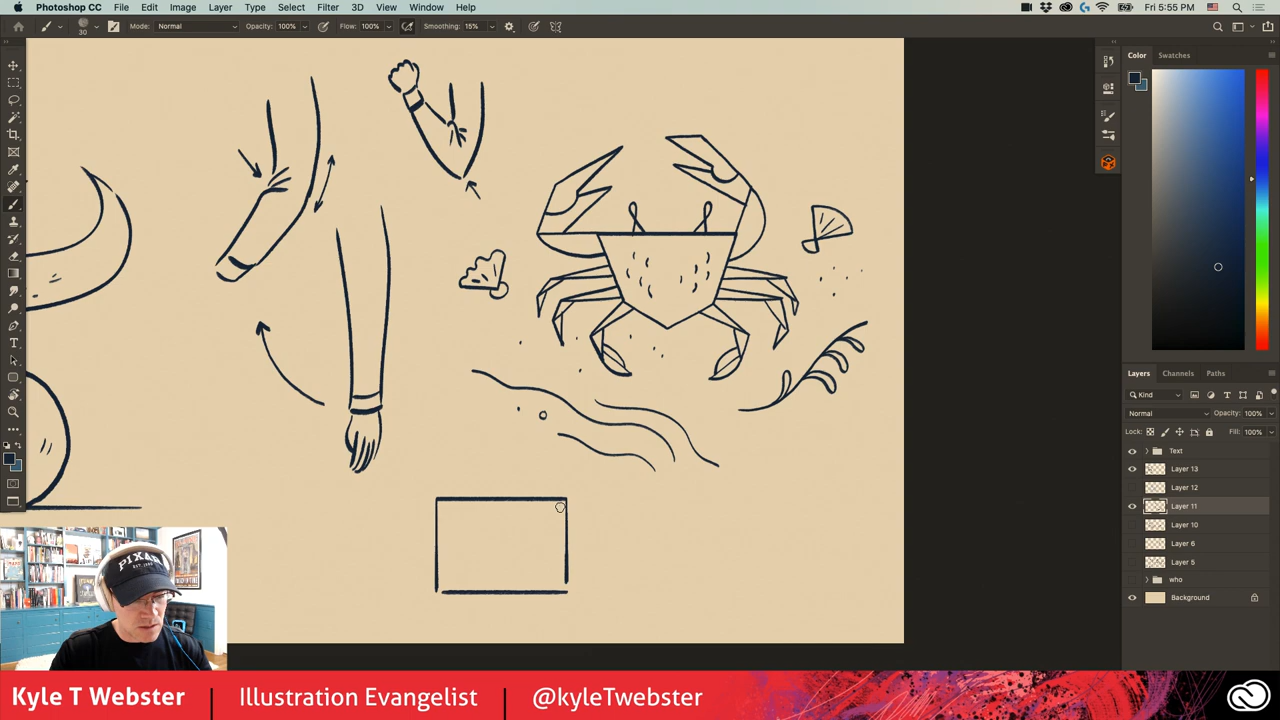 Photoshop CC File Edit Image Layer Type Select Filter 3D View Window Help Fri 5:55 PM
30 Mode: Normal Opacity: 100% Flow: 100% Smoothing: 15%
Color Swatches
Layers Channels Paths
Kind
Normal Opacity: 100%
Lock: Fill: 100%
Text
Layer 13
Layer 12
Layer 11
Layer 10
Layer 6
Layer 5
who
Background
PIXAR
Kyle T Webster | Illustration Evangelist | @kyleTwebster